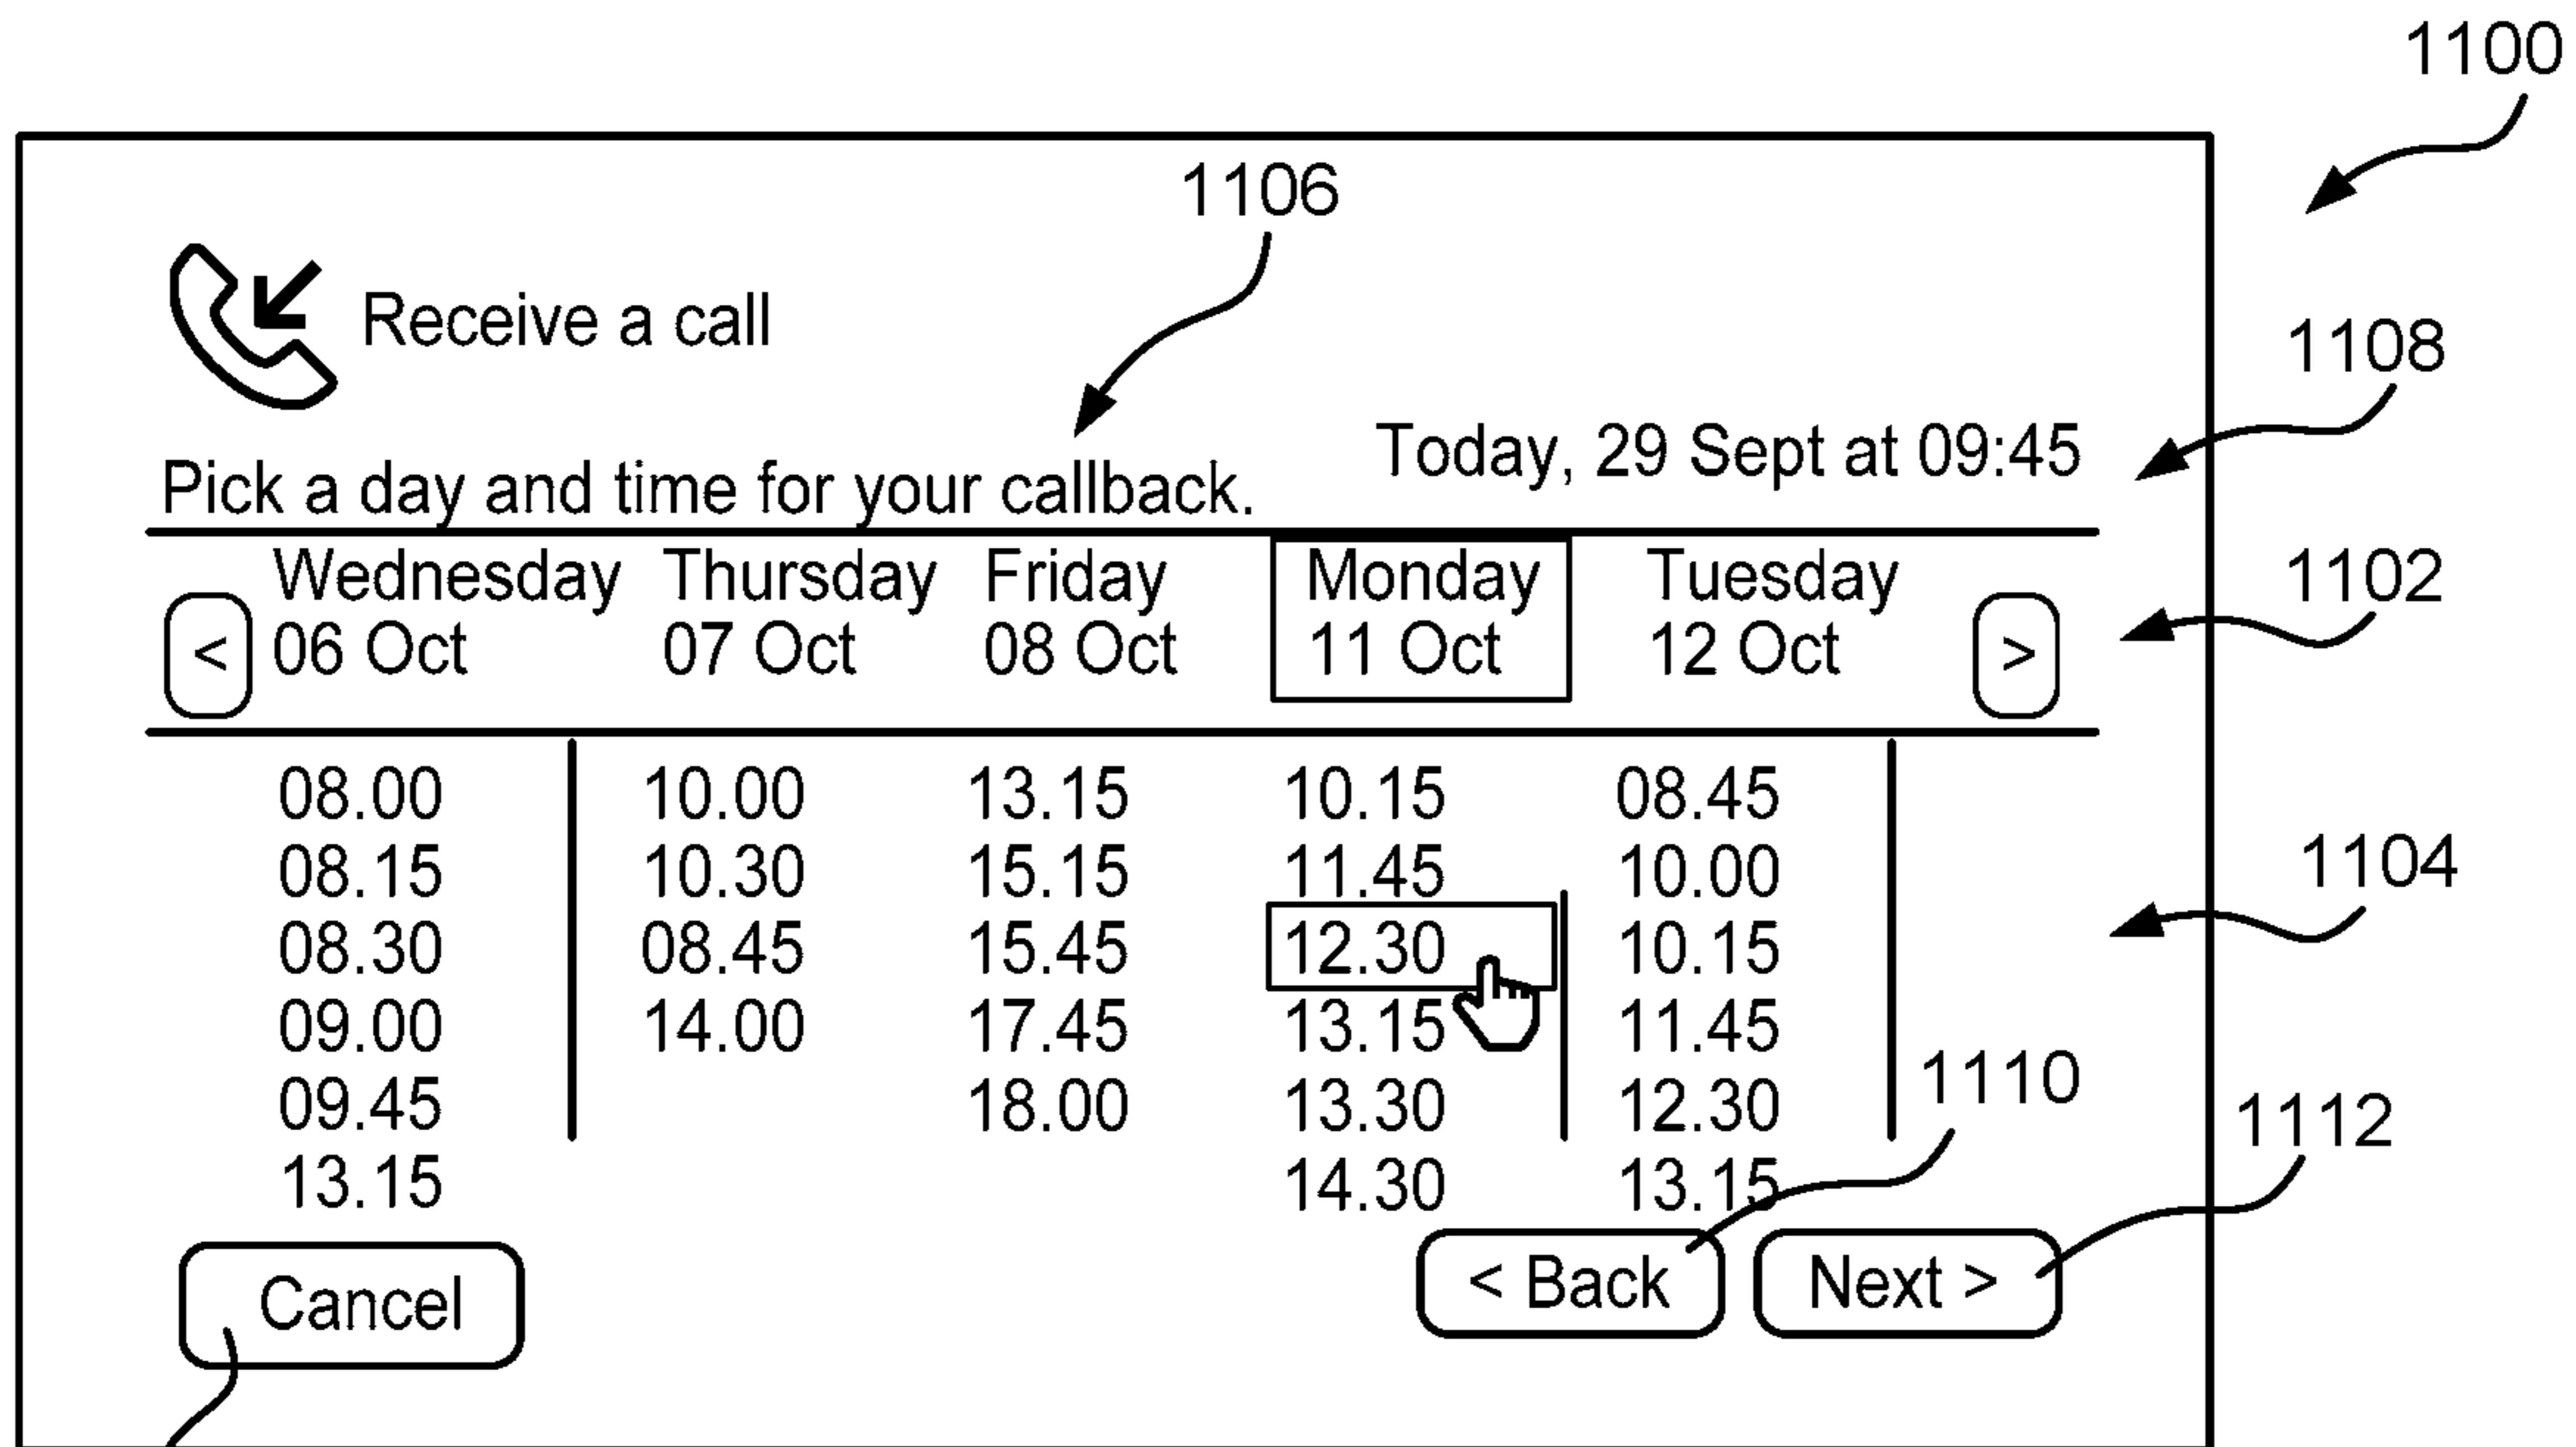 1100
1106
Receive a call
1108
Today, 29 Sept at 09:45
Pick a day and time for your callback.
Wednesday Thursday Friday Monday Tuesday
1102
< 06 Oct 07 Oct 08 Oct 11 Oct 12 Oct >
08.00 10.00 13.15 10.15 08.45
08.15 10.30 15.15 11.45 10.00
1104
08.30 08.45 15.45 12.30 10.15
09.00 14.00 17.45 13.15 11.45
1110
09.45 18.00 13.30 12.30
1112
13.15 14.30 13.15
< Back Next >
Cancel